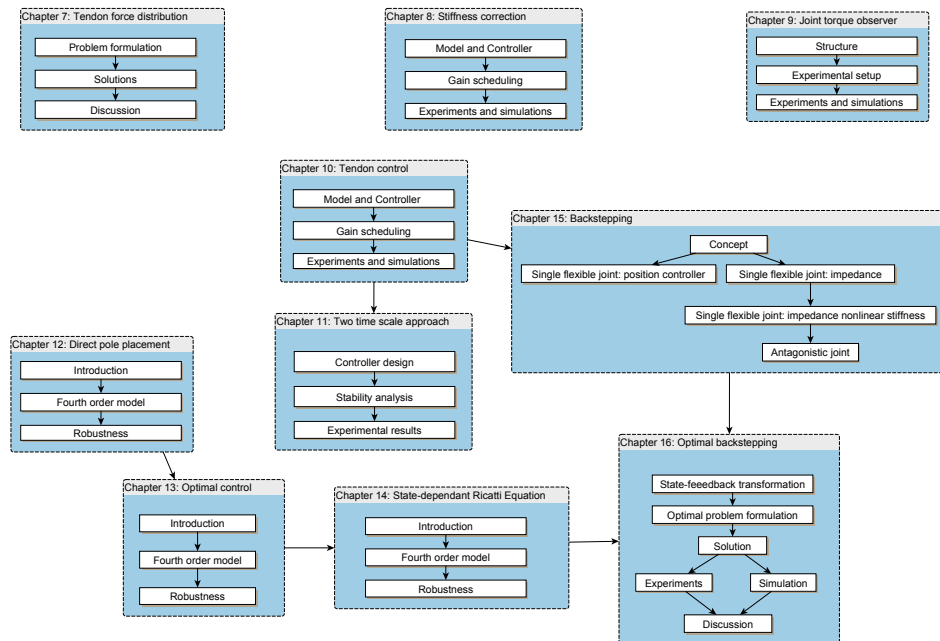 Chapter 7: Tendon force distribution
Problem formulation
Solutions
Discussion
Chapter 8: Stiffness correction
Model and Controller
Gain scheduling
Experiments and simulations
Chapter 9: Joint torque observer
Structure
Experimental setup
Experiments and simulations
Chapter 10: Tendon control
Model and Controller
Gain scheduling
Experiments and simulations
Chapter 15: Backstepping
Concept
Single flexible joint: position controller
Single flexible joint: impedance
Single flexible joint: impedance nonlinear stiffness
Antagonistic joint
Chapter 11: Two time scale approach
Controller design
Stability analysis
Experimental results
Chapter 12: Direct pole placement
Introduction
Fourth order model
Robustness
Chapter 13: Optimal control
Introduction
Fourth order model
Robustness
Chapter 14: State-dependant Ricatti Equation
Introduction
Fourth order model
Robustness
Chapter 16: Optimal backstepping
State-feeedback transformation
Optimal problem formulation
Solution
Experiments
Simulation
Discussion